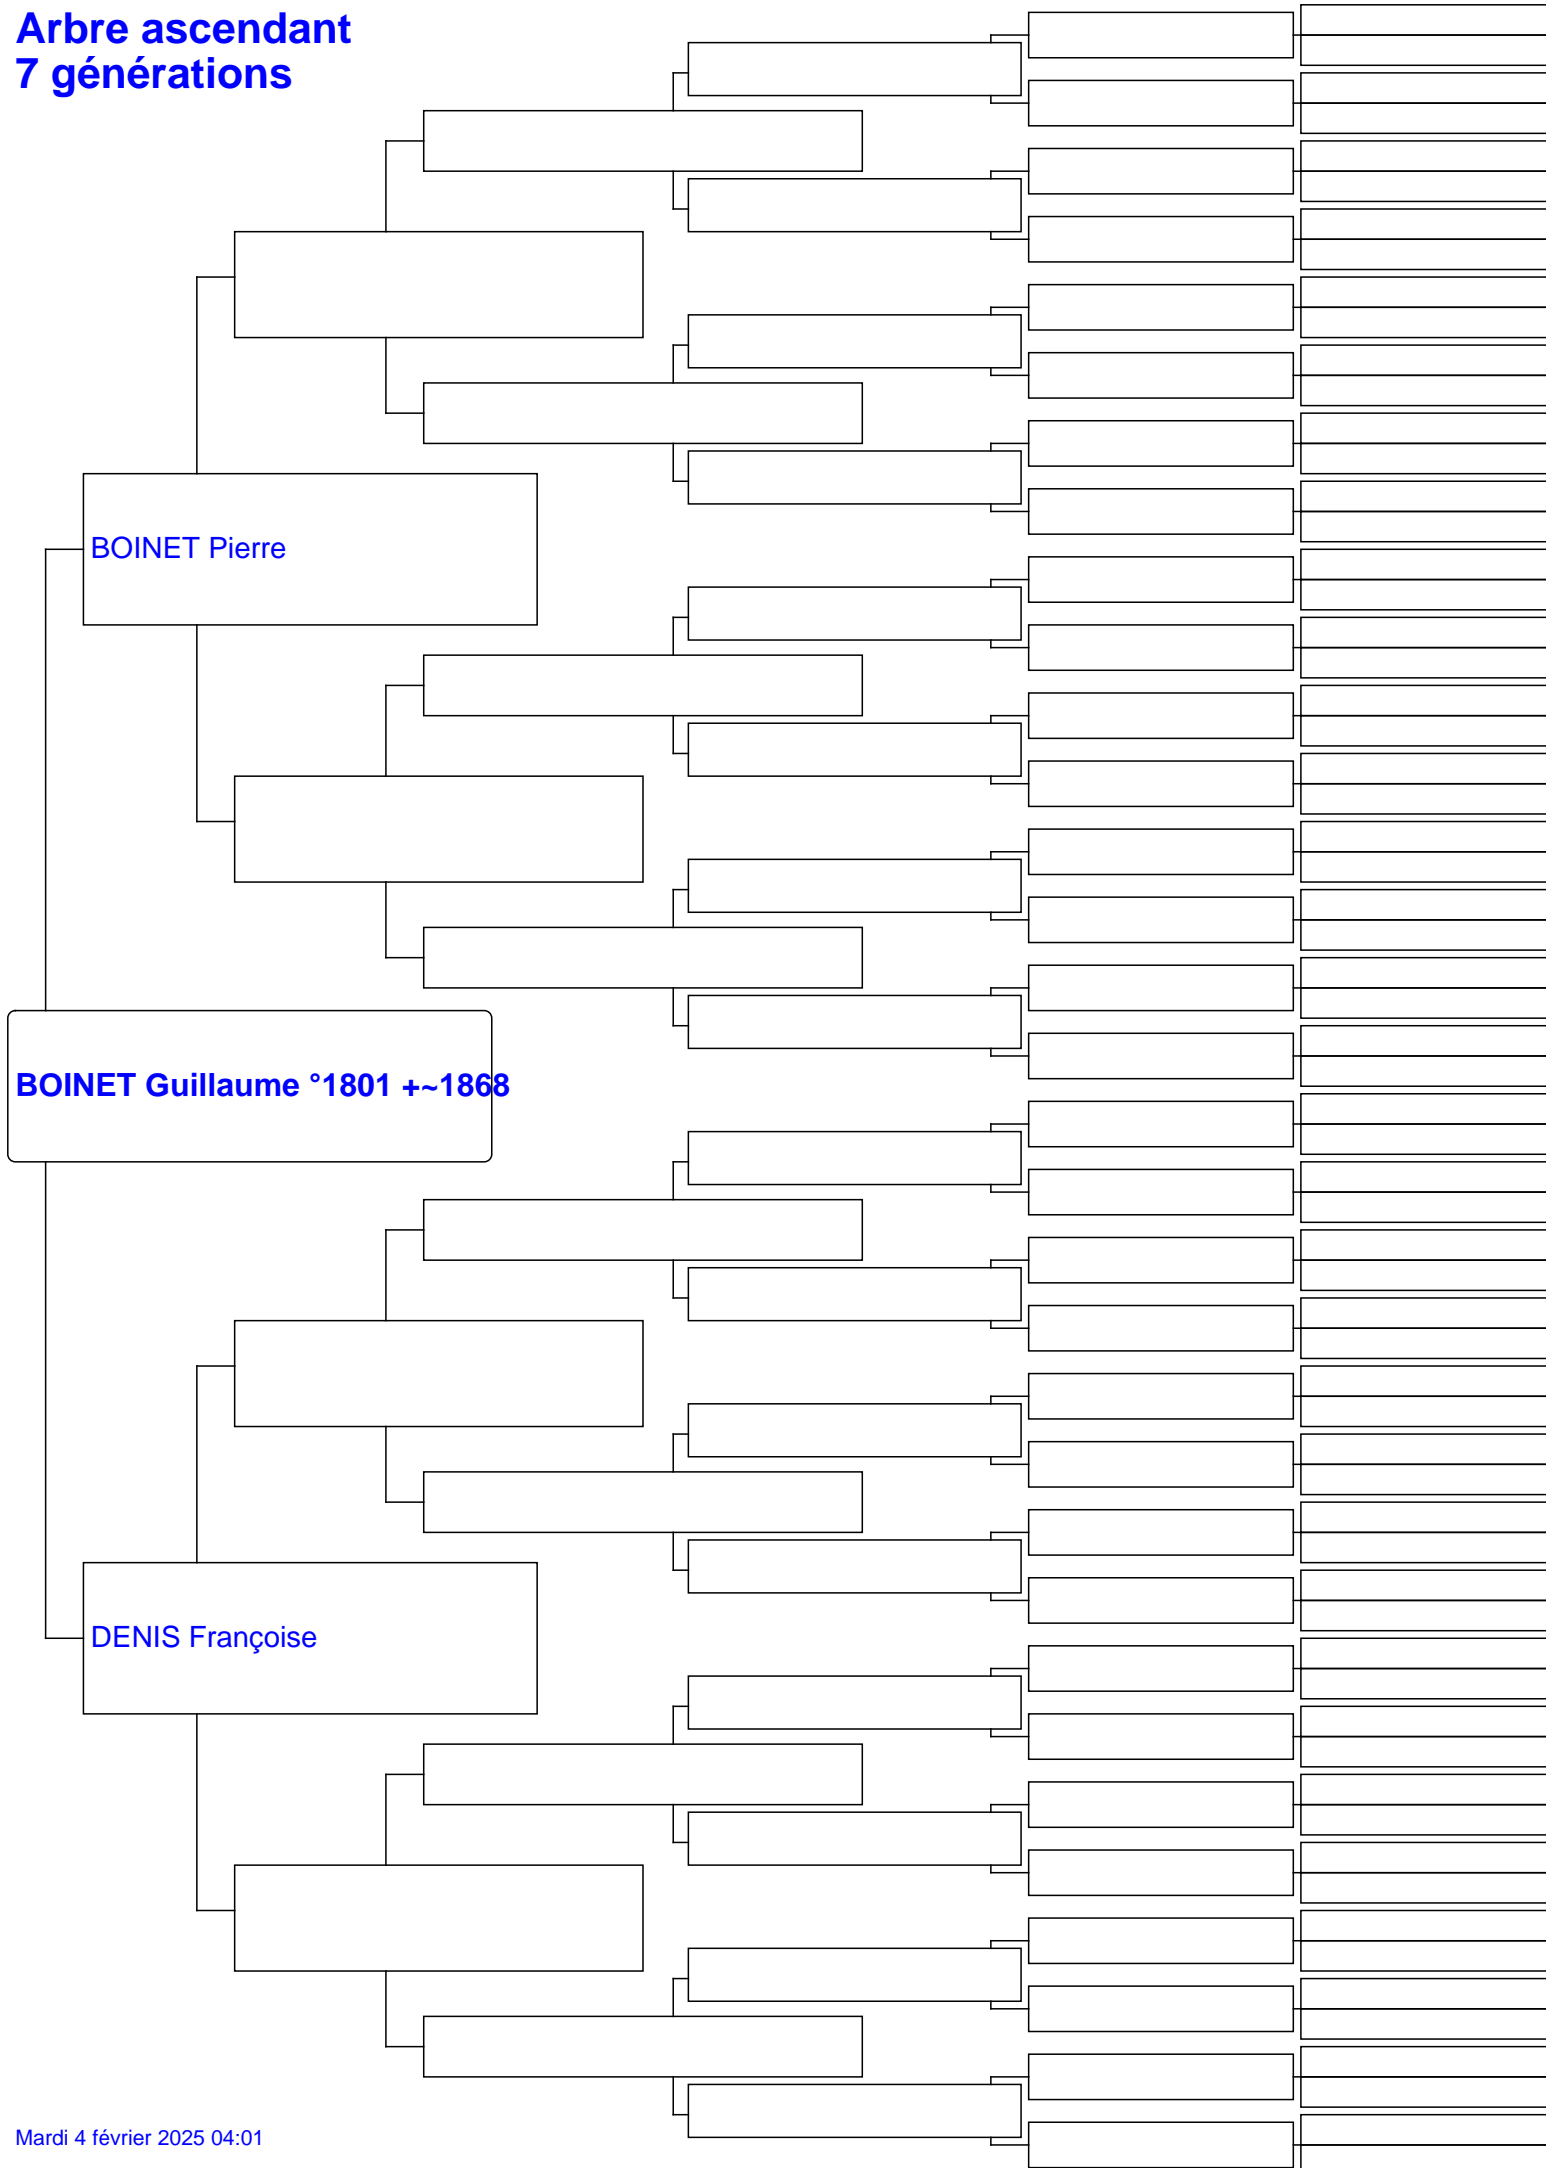 Arbre ascendant
7 générations
BOINET Pierre
BOINET Guillaume °1801 +~1868
DENIS Françoise
Mardi 4 février 2025 04:01